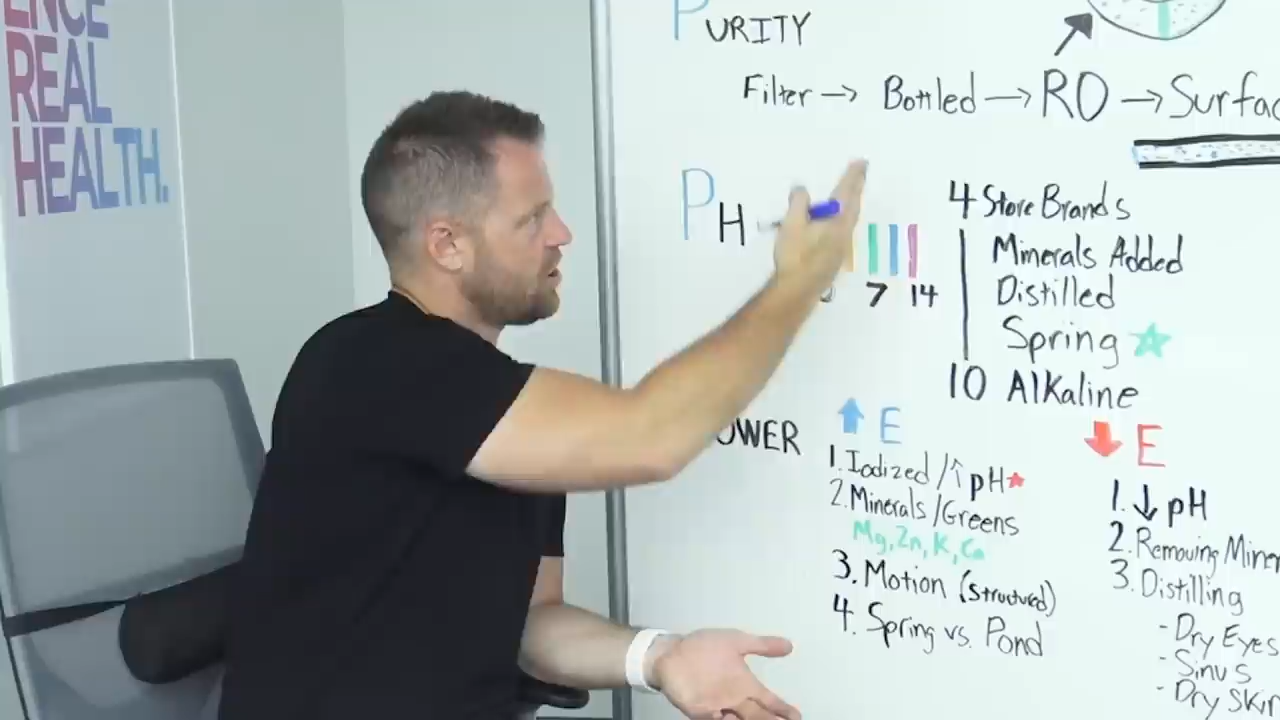 REAL
HEALTH.
PURITY
Filter → Bottled → RO → Surfac
PH
7 14
4 Store Brands
Minerals Added
Distilled
Spring
10 Alkaline
OWER
↑ E
1. Iodized/↑pH
2. Minerals/Greens
Mg, Zn, K, Ca
3. Motion (Structured)
4. Spring vs. Pond
↓ E
1. ↓ pH
2. Removing Miner
3. Distilling
- Dry Eyes
- Sinus
- Dry Skin